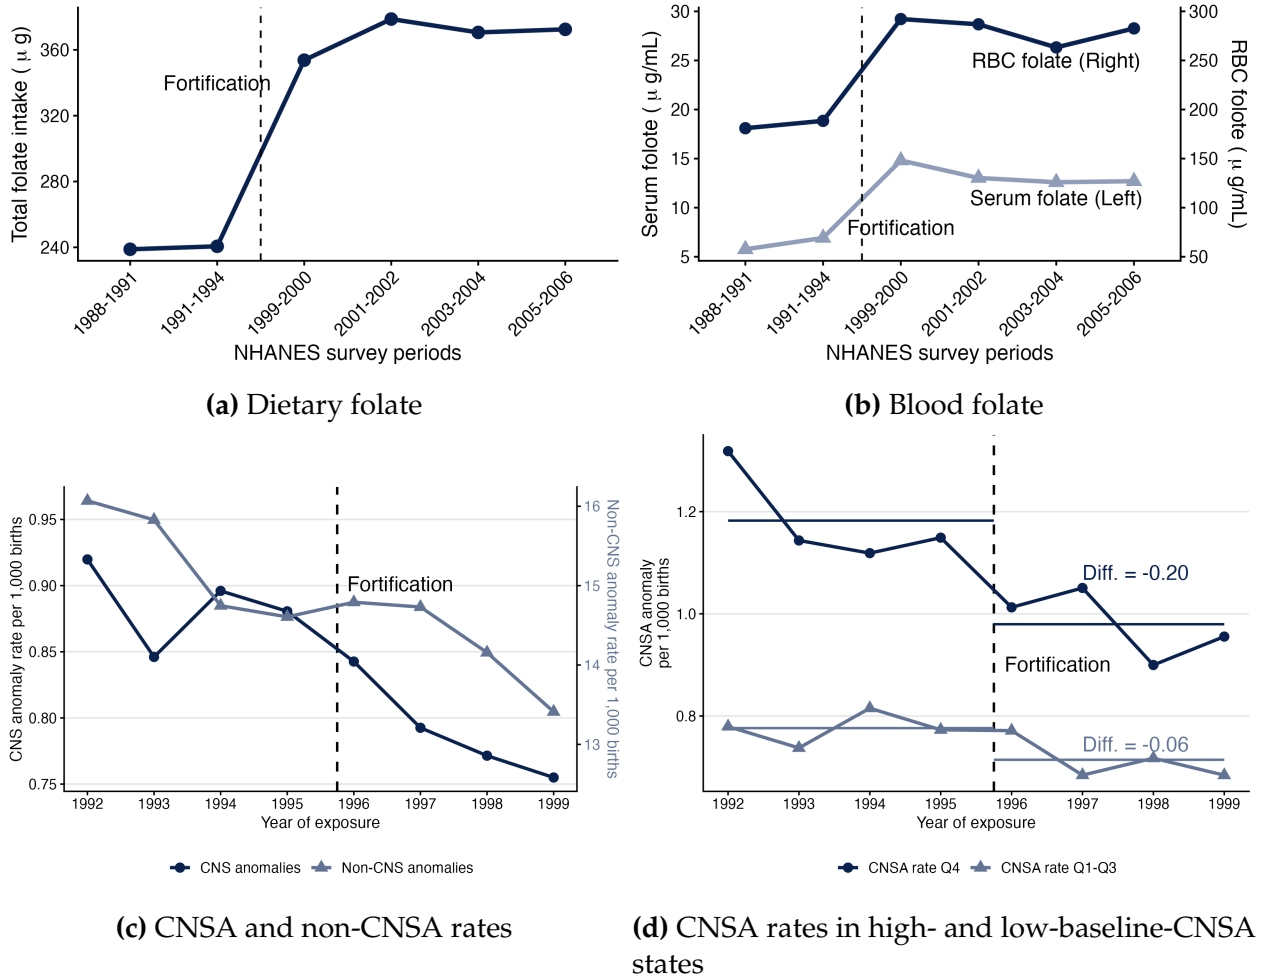 Total folate intake ( μ g)
360
320
280
240
Fortification
1988-1991
1991-1994
1999-2000
2001-2002
2003-2004
2005-2006
NHANES survey periods
(a) Dietary folate
Serum folote ( μ g/mL)
30
25
20
15
10
5
RBC folate (Right)
Serum folate (Left)
Fortification
300
250
200
150
100
50
RBC folote ( μ g/mL)
1988-1991
1991-1994
1999-2000
2001-2002
2003-2004
2005-2006
NHANES survey periods
(b) Blood folate
CNS anomaly rate per 1,000 births
0.95
0.90
0.85
0.80
0.75
Fortification
16
15
14
13
Non-CNS anomaly rate per 1,000 births
1992 1993 1994 1995 1996 1997 1998 1999
Year of exposure
CNS anomalies Non-CNS anomalies
(c) CNSA and non-CNSA rates
CNSA anomaly
per 1,000 births
1.2
1.0
0.8
Diff. = -0.20
Fortification
Diff. = -0.06
1992 1993 1994 1995 1996 1997 1998 1999
Year of exposure
CNSA rate Q4 CNSA rate Q1-Q3
(d) CNSA rates in high- and low-baseline-CNSA
states